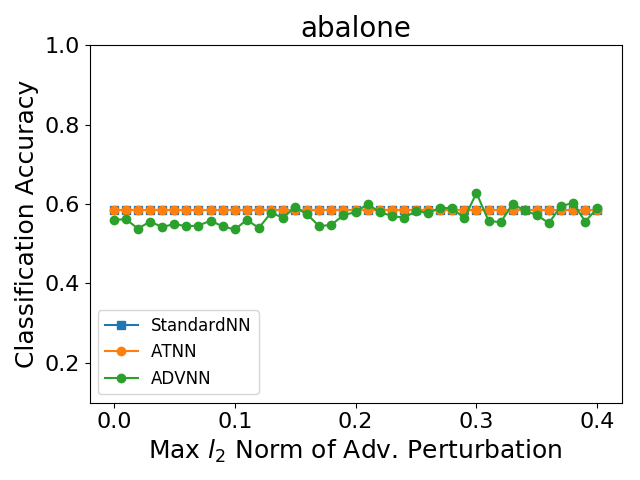 abalone
1.0
0.8
0.6
0.4
0.2
Classification Accuracy
StandardNN
ATNN
ADVNN
0.0 0.1 0.2 0.3 0.4
Max l₂ Norm of Adv. Perturbation